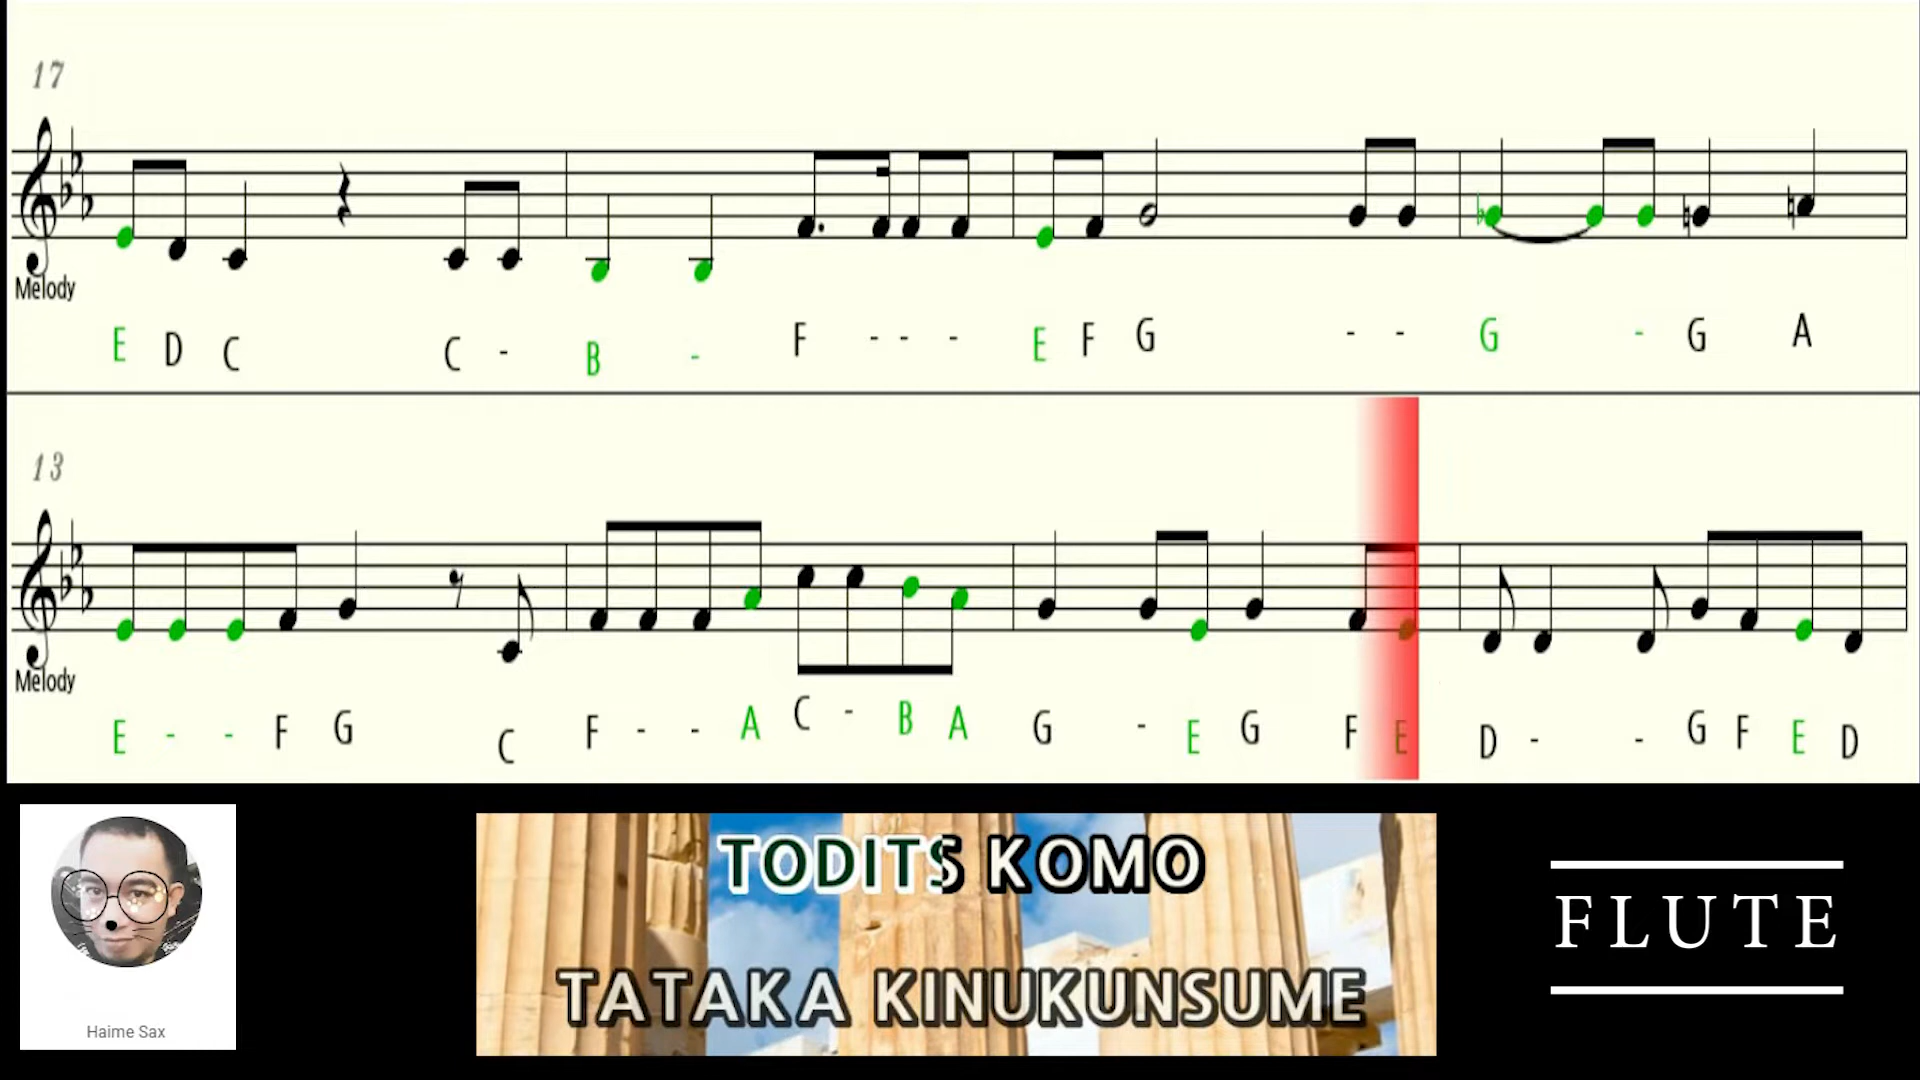 17
Melody
E D C C - B - F - - - E F G - - G - G A
13
Melody
E - - F G C F - - A C - B A G - E G F E D - - G F E D
Haime Sax
TODITS KOMO
TATAKA KINUKUNSUME
FLUTE